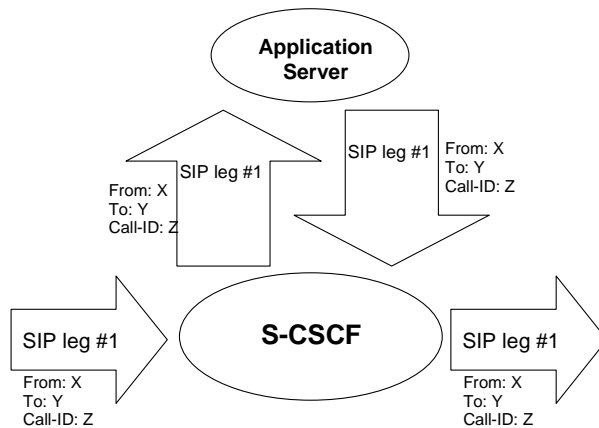 Application
Server
SIP leg #1
From: X
To: Y
Call-ID: Z
SIP leg #1
From: X
To: Y
Call-ID: Z
SIP leg #1
From: X
To: Y
Call-ID: Z
S-CSCF
SIP leg #1
From: X
To: Y
Call-ID: Z